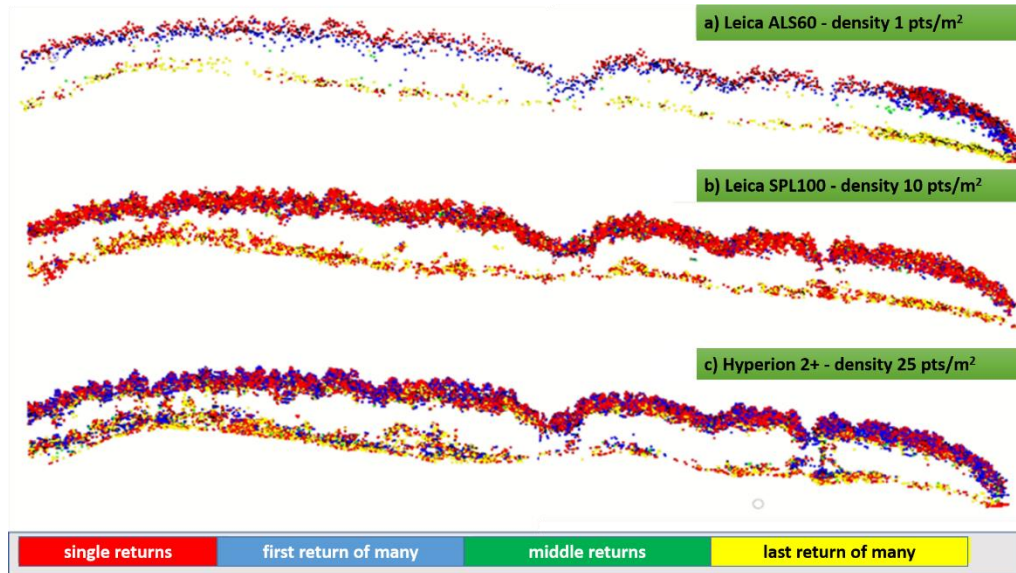 a) Leica ALS60 - density 1 pts/m²
b) Leica SPL100 - density 10 pts/m²
c) Hyperion 2+ - density 25 pts/m²
single returns first return of many middle returns last return of many